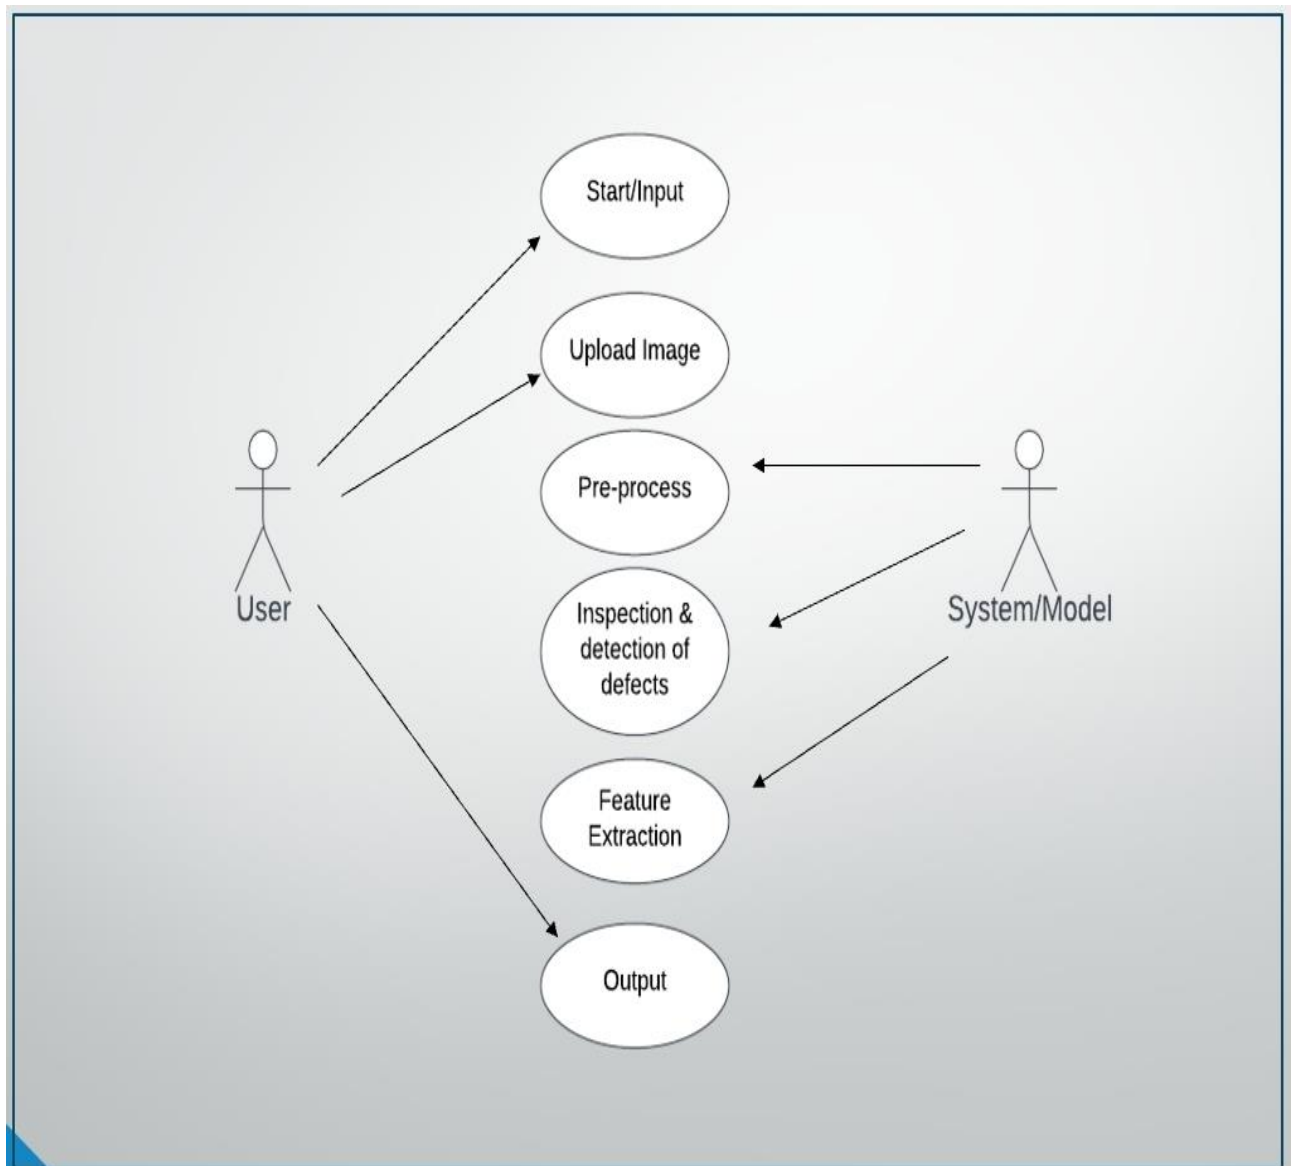 Start/Input
Upload Image
Pre-process
User
System/Model
Inspection &
detection of
defects
Feature
Extraction
Output